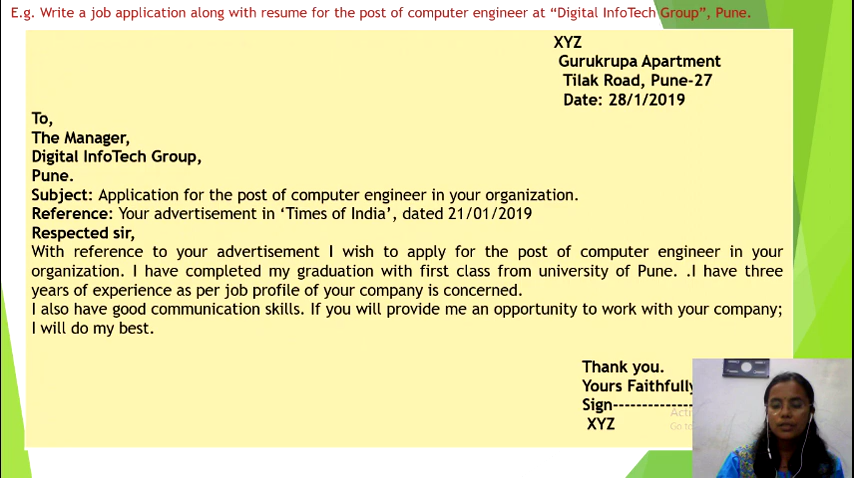 E.g. Write a job application along with resume for the post of computer engineer at “Digital InfoTech Group”, Pune.
XYZ
Gurukrupa Apartment
Tilak Road, Pune-27
Date: 28/1/2019
To,
The Manager,
Digital InfoTech Group,
Pune.
Subject: Application for the post of computer engineer in your organization.
Reference: Your advertisement in ‘Times of India’, dated 21/01/2019
Respected sir,
With reference to your advertisement I wish to apply for the post of computer engineer in your
organization. I have completed my graduation with first class from university of Pune. .I have three
years of experience as per job profile of your company is concerned.
I also have good communication skills. If you will provide me an opportunity to work with your company;
I will do my best.
Thank you.
Yours Faithfully
Sign-------------
XYZ